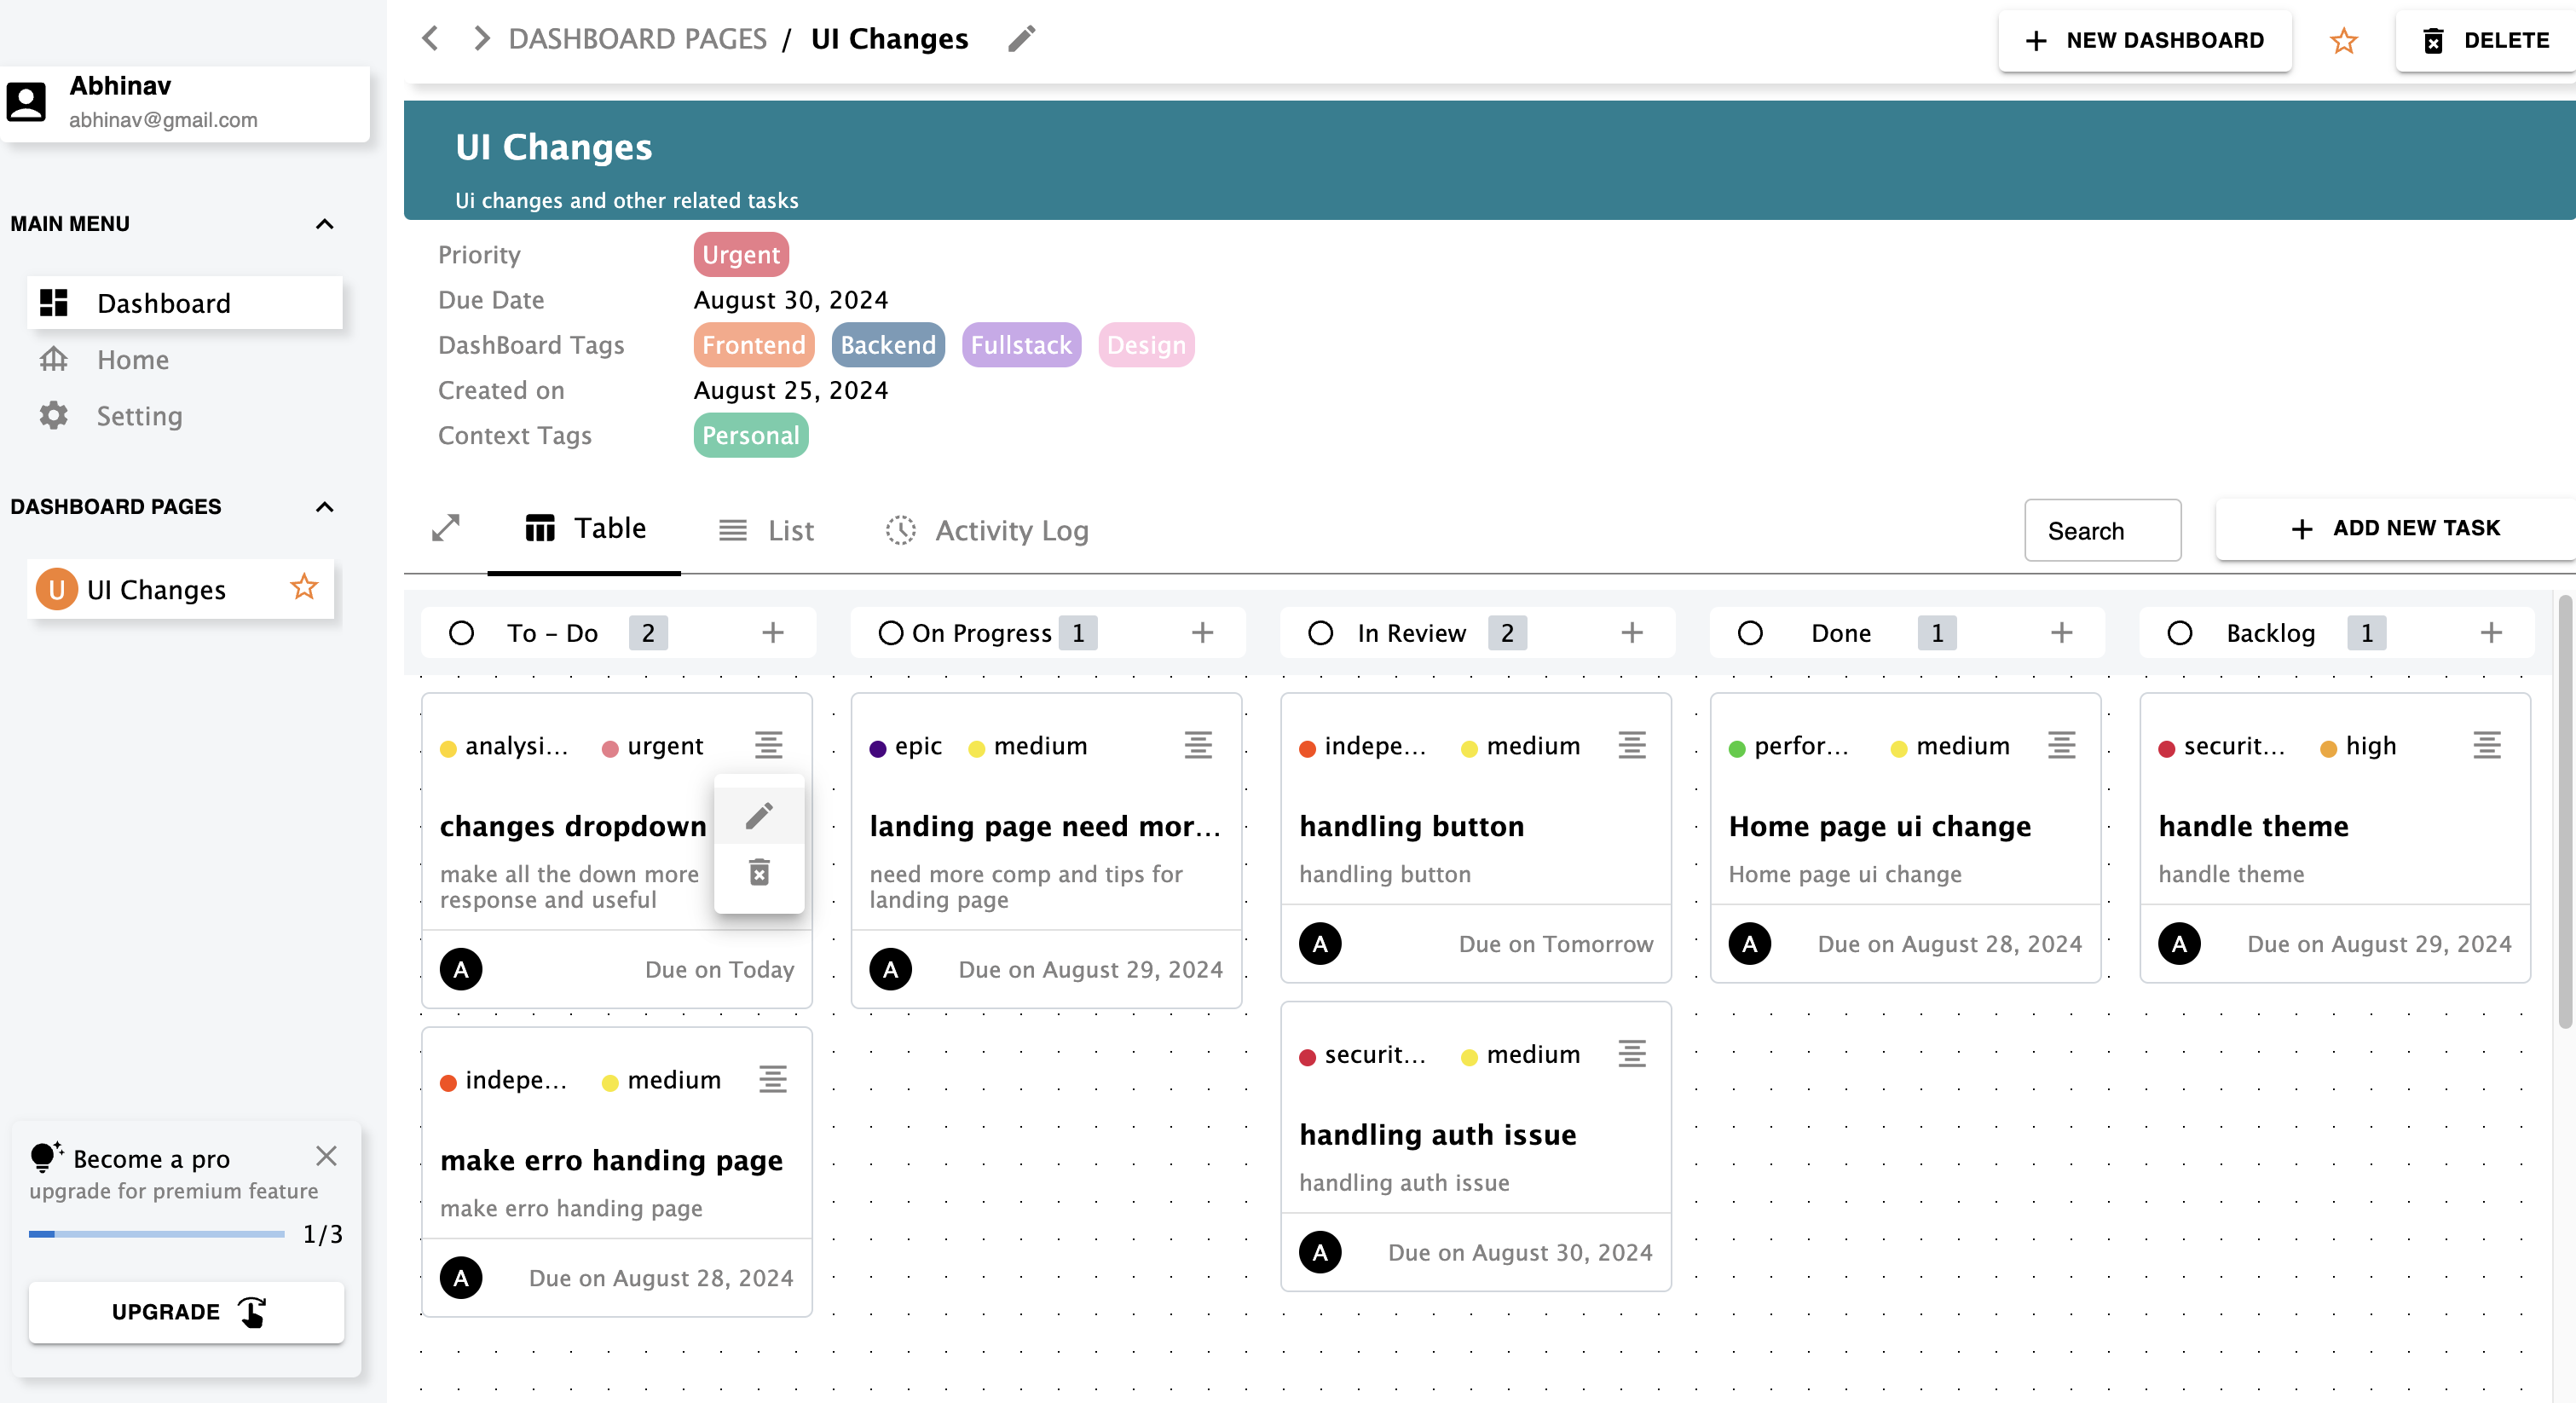 Abhinav
abhinav@gmail.com
MAIN MENU
Dashboard
Home
Setting
DASHBOARD PAGES
U UI Changes
Become a pro
upgrade for premium feature
1/3
UPGRADE
DASHBOARD PAGES / UI Changes
NEW DASHBOARD
DELETE
UI Changes
Ui changes and other related tasks
Priority Urgent
Due Date August 30, 2024
DashBoard Tags Frontend Backend Fullstack Design
Created on August 25, 2024
Context Tags Personal
Table
List
Activity Log
Search
+ ADD NEW TASK
To – Do 2 +
analysi... urgent
changes dropdown
make all the down more
response and useful
A Due on Today
indepe... medium
make erro handing page
make erro handing page
A Due on August 28, 2024
On Progress 1 +
epic medium
landing page need mor...
need more comp and tips for
landing page
A Due on August 29, 2024
In Review 2 +
indepe... medium
handling button
handling button
A Due on Tomorrow
securit... medium
handling auth issue
handling auth issue
A Due on August 30, 2024
Done 1 +
perfor... medium
Home page ui change
Home page ui change
A Due on August 28, 2024
Backlog 1 +
securit... high
handle theme
handle theme
A Due on August 29, 2024